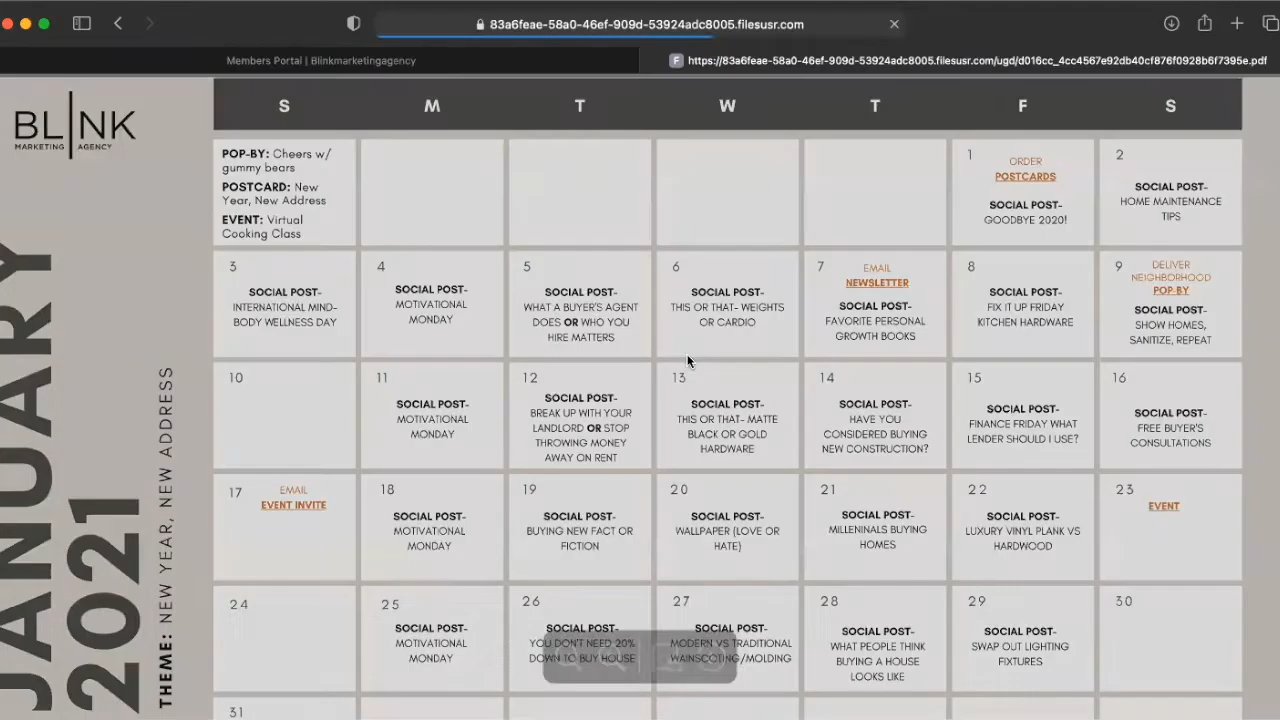 83a6feae-58a0-46ef-909d-53924adc8005.filesusr.com
Members Portal | Blinkmarketingagency
F https://83a6feae-58a0-46ef-909d-53924adc8005.filesusr.com/ugd/d016cc_4cc4567e92db40cf876f0928b6f7395e.pdf
BL|NK
MARKETING AGENCY
JANUARY
2021
THEME: NEW YEAR, NEW ADDRESS
S M T W T F S
POP-BY: Cheers w/
gummy bears
POSTCARD: New
Year, New Address
EVENT: Virtual
Cooking Class
1
ORDER
POSTCARDS
SOCIAL POST-
GOODBYE 2020!
2
SOCIAL POST-
HOME MAINTENANCE
TIPS
3
SOCIAL POST-
INTERNATIONAL MIND-
BODY WELLNESS DAY
4
SOCIAL POST-
MOTIVATIONAL
MONDAY
5
SOCIAL POST-
WHAT A BUYER'S AGENT
DOES OR WHO YOU
HIRE MATTERS
6
SOCIAL POST-
THIS OR THAT- WEIGHTS
OR CARDIO
7
EMAIL
NEWSLETTER
SOCIAL POST-
FAVORITE PERSONAL
GROWTH BOOKS
8
SOCIAL POST-
FIX IT UP FRIDAY
KITCHEN HARDWARE
9
DELIVER
NEIGHBORHOOD
POP-BY
SOCIAL POST-
SHOW HOMES,
SANITIZE, REPEAT
10
11
SOCIAL POST-
MOTIVATIONAL
MONDAY
12
SOCIAL POST-
BREAK UP WITH YOUR
LANDLORD OR STOP
THROWING MONEY
AWAY ON RENT
13
SOCIAL POST-
THIS OR THAT- MATTE
BLACK OR GOLD
HARDWARE
14
SOCIAL POST-
HAVE YOU
CONSIDERED BUYING
NEW CONSTRUCTION?
15
SOCIAL POST-
FINANCE FRIDAY WHAT
LENDER SHOULD I USE?
16
SOCIAL POST-
FREE BUYER'S
CONSULTATIONS
17
EMAIL
EVENT INVITE
18
SOCIAL POST-
MOTIVATIONAL
MONDAY
19
SOCIAL POST-
BUYING NEW FACT OR
FICTION
20
SOCIAL POST-
WALLPAPER (LOVE OR
HATE)
21
SOCIAL POST-
MILLENINALS BUYING
HOMES
22
SOCIAL POST-
LUXURY VINYL PLANK VS
HARDWOOD
23
EVENT
24
25
SOCIAL POST-
MOTIVATIONAL
MONDAY
26
SOCIAL POST-
YOU DON'T NEED 20%
DOWN TO BUY HOUSE
27
SOCIAL POST-
MODERN VS TRADITIONAL
WAINSCOTING/MOLDING
28
SOCIAL POST-
WHAT PEOPLE THINK
BUYING A HOUSE
LOOKS LIKE
29
SOCIAL POST-
SWAP OUT LIGHTING
FIXTURES
30
31